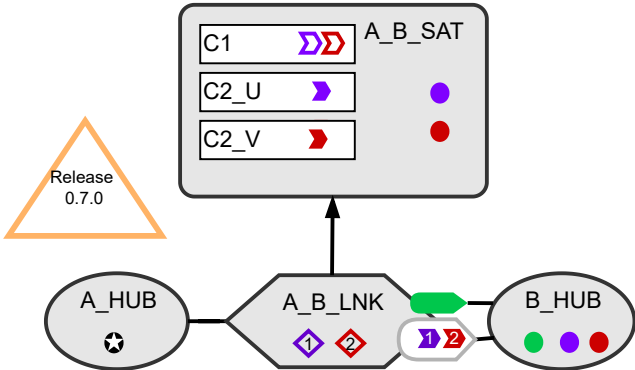 C1
A_B_SAT
C2_U
C2_V
Release
0.7.0
A_HUB
A_B_LNK
B_HUB
1
2
1
2